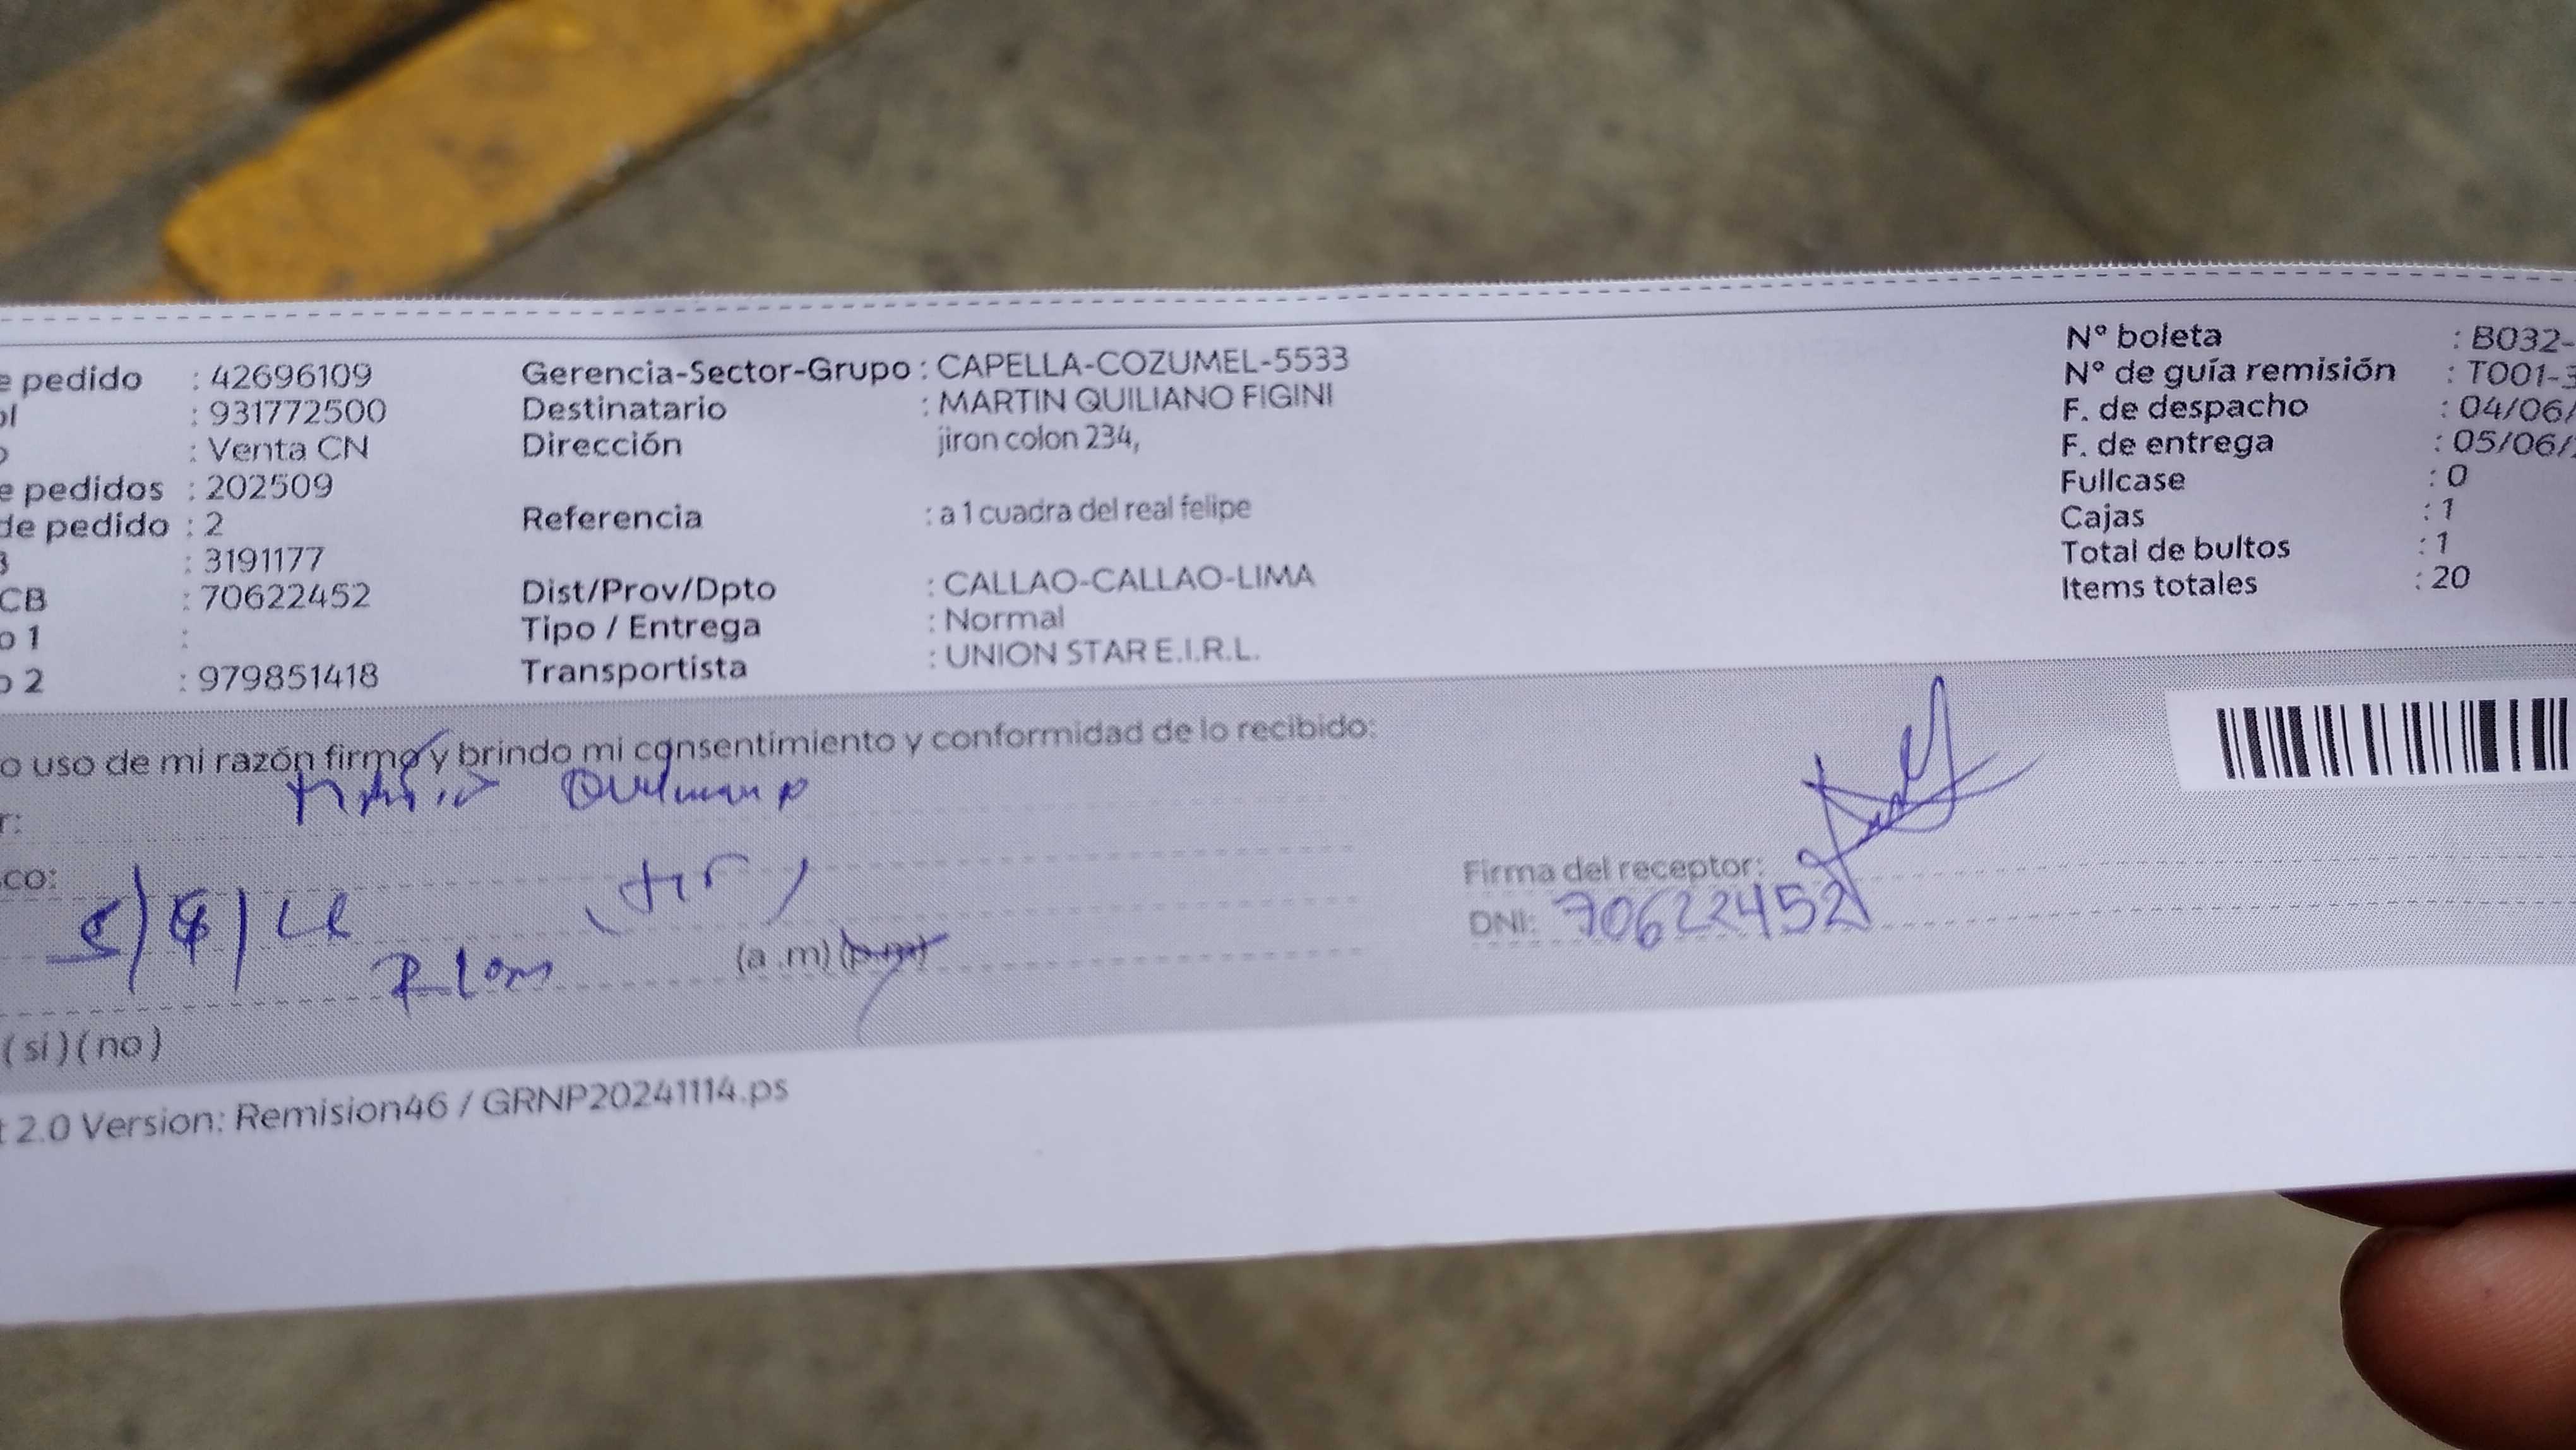 e pedido : 42696109
: 931772500
: Venta CN
e pedidos : 202509
de pedido : 2
: 3191177
CB : 70622452
o 1 :
o 2 : 979851418
Gerencia-Sector-Grupo : CAPELLA-COZUMEL-5533
Destinatario : MARTIN QUILIANO FIGINI
Dirección jiron colon 234,
Referencia : a 1 cuadra del real felipe
Dist/Prov/Dpto : CALLAO-CALLAO-LIMA
Tipo / Entrega : Normal
Transportista : UNION STAR E.I.R.L.
N° boleta : B032-
N° de guía remisión : T001-3
F. de despacho : 04/06/
F. de entrega : 05/06/
Fullcase : 0
Cajas : 1
Total de bultos : 1
Items totales : 20
o uso de mi razón firmo y brindo mi consentimiento y conformidad de lo recibido:
r:
co:
(a .m) (p.m)
Firma del receptor:
DNI: 70622452
(si) (no)
t 2.0 Version: Remision46 / GRNP20241114.ps